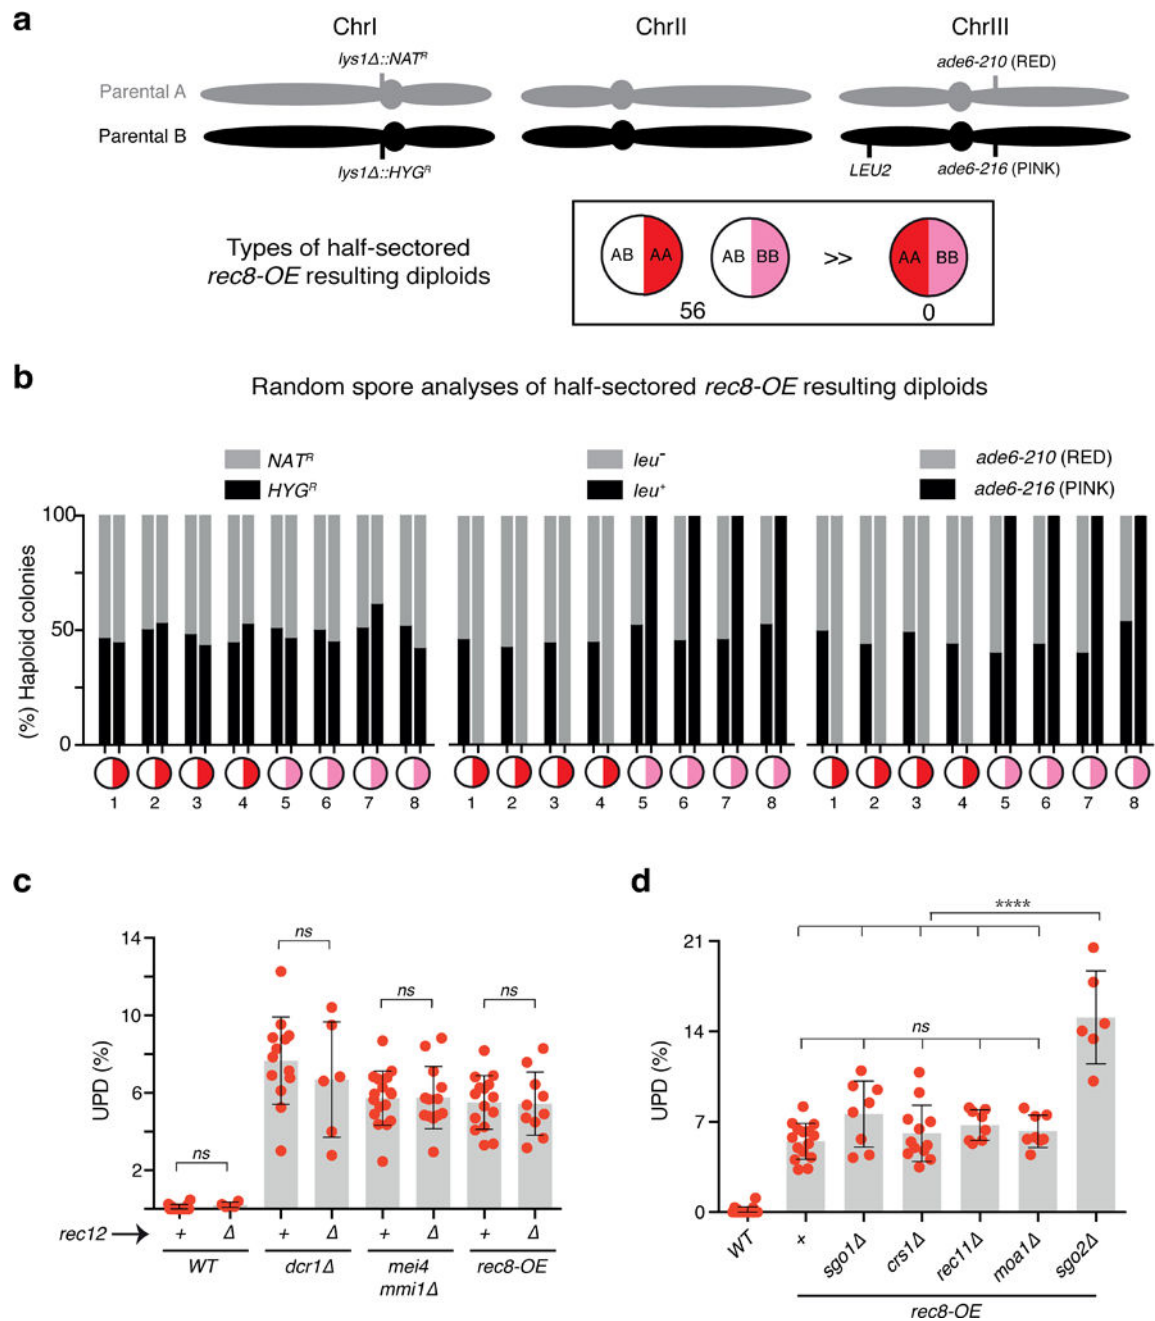 a
ChrI ChrII ChrIII
lys1Δ::NATᴿ ade6-210 (RED)
Parental A
Parental B
lys1Δ::HYGᴿ LEU2 ade6-216 (PINK)
Types of half-sectored
rec8-OE resulting diploids
AB AA AB BB >> AA BB
56 0
b
Random spore analyses of half-sectored rec8-OE resulting diploids
NATᴿ leu⁻ ade6-210 (RED)
HYGᴿ leu⁺ ade6-216 (PINK)
(%) Haploid colonies
100
50
0
1 2 3 4 5 6 7 8 1 2 3 4 5 6 7 8 1 2 3 4 5 6 7 8
c
UPD (%)
14
10
6
2
ns ns ns ns
rec12 + Δ + Δ + Δ + Δ
WT dcr1Δ mei4 rec8-OE
mmi1Δ
d
UPD (%)
21
14
7
0
****
ns
WT + sgo1Δ crs1Δ rec11Δ moa1Δ sgo2Δ
rec8-OE